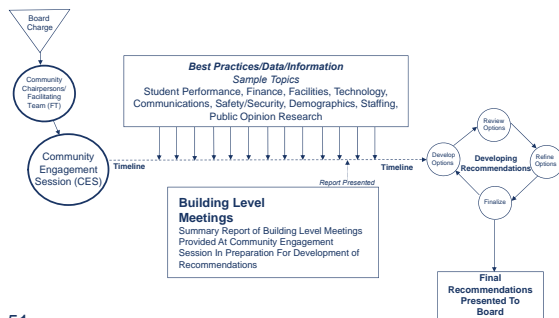 Board
Charge
Community
Chairpersons/
Facilitating
Team (FT)
Community
Engagement
Session (CES)
Timeline
Best Practices/Data/Information
Sample Topics
Student Performance, Finance, Facilities, Technology,
Communications, Safety/Security, Demographics, Staffing,
Public Opinion Research
Report Presented
Timeline
Building Level
Meetings
Summary Report of Building Level Meetings
Provided At Community Engagement
Session In Preparation For Development of
Recommendations
Develop
Options
Review
Options
Developing
Recommendations
Refine
Options
Finalize
Final
Recommendations
Presented To
Board